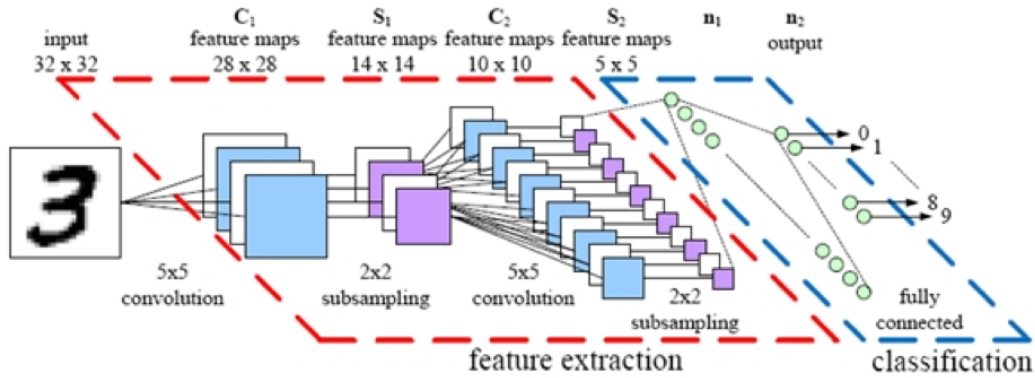 input
32 x 32
C1
feature maps
28 x 28
S1
feature maps
14 x 14
C2
feature maps
10 x 10
S2
feature maps
5 x 5
n1
n2
output
3
0
1
8
9
5x5
convolution
2x2
subsampling
5x5
convolution
2x2
subsampling
fully
connected
feature extraction
classification